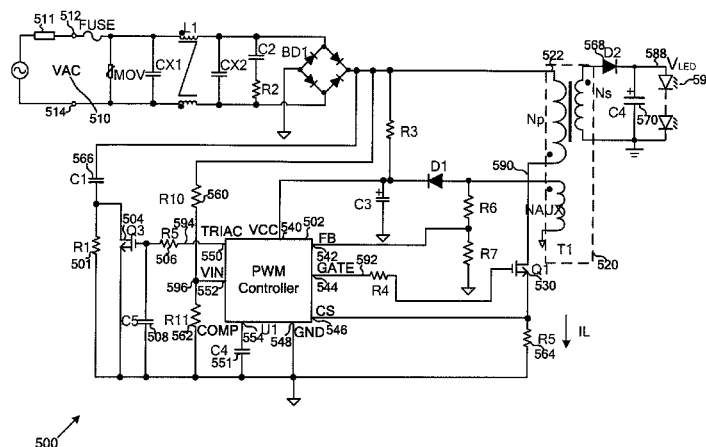 511
512
FUSE
L1
MOV
CX1
CX2
C2
R2
BD1
VAC
514
510
522
568
D2
588
VLED
59
Np
Ns
C4
570
R3
590
566
C1
R10
560
D1
C3
R6
NAUX
T1
520
504
Q3
594
R5
506
TRIAC
VCC
540
502
FB
542
R7
R1
501
550
VIN
596
552
PWM
Controller
GATE
544
592
R4
Q1
530
CS
546
C5
508
R11
562
COMP
554
U1
548
GND
C4
551
R5
564
IL
500